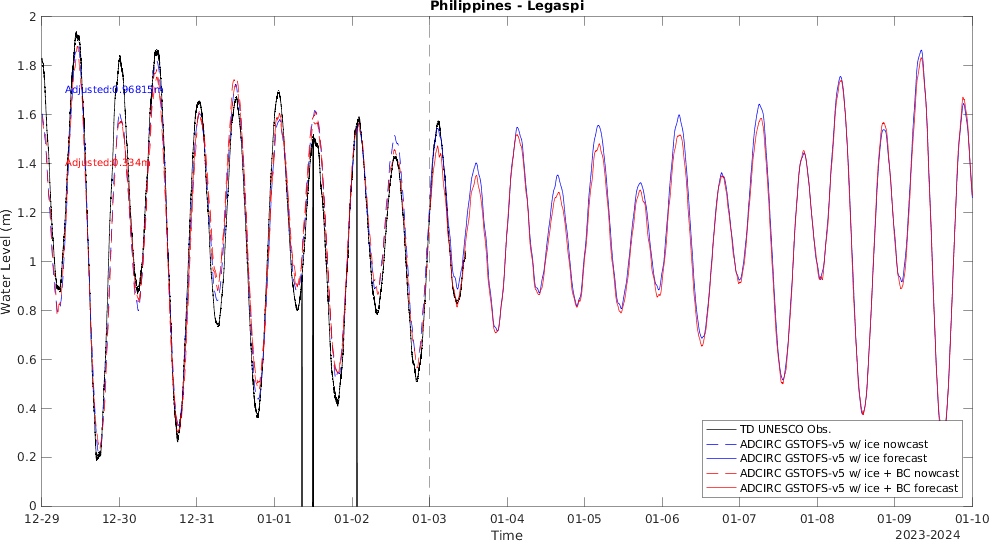 Philippines - Legaspi
2
1.8
1.6
1.4
1.2
1
0.8
0.6
0.4
0.2
0
Water Level (m)
Adjusted:0.96815m
Adjusted:0.334m
TD UNESCO Obs.
ADCIRC GSTOFS-v5 w/ ice nowcast
ADCIRC GSTOFS-v5 w/ ice forecast
ADCIRC GSTOFS-v5 w/ ice + BC nowcast
ADCIRC GSTOFS-v5 w/ ice + BC forecast
12-29 12-30 12-31 01-01 01-02 01-03 01-04 01-05 01-06 01-07 01-08 01-09 01-10
Time
2023-2024